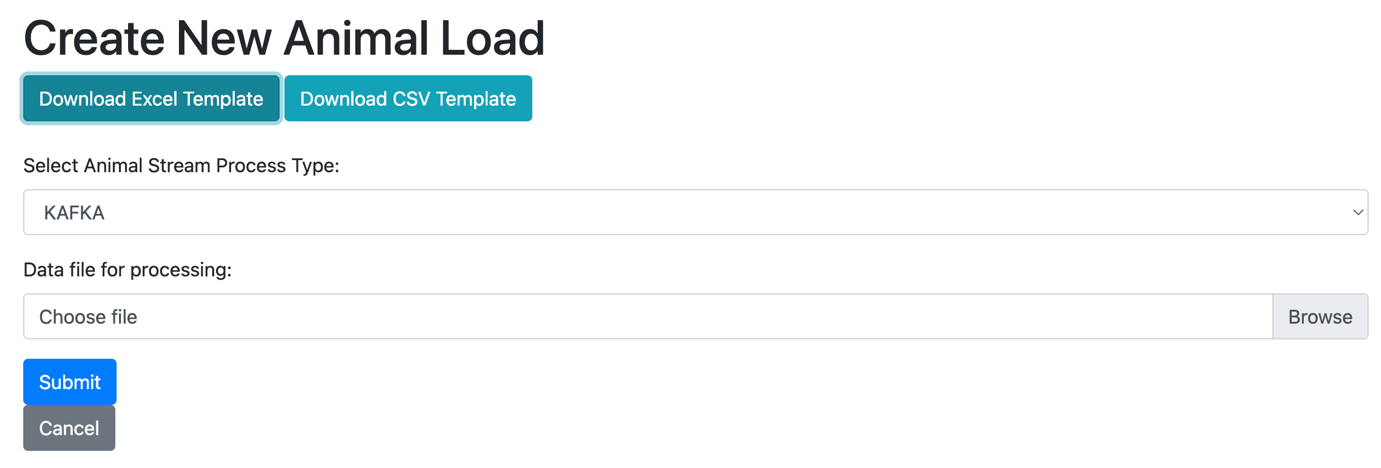 Create New Animal Load
Download Excel Template Download CSV Template
Select Animal Stream Process Type:
KAFKA
Data file for processing:
Choose file Browse
Submit
Cancel